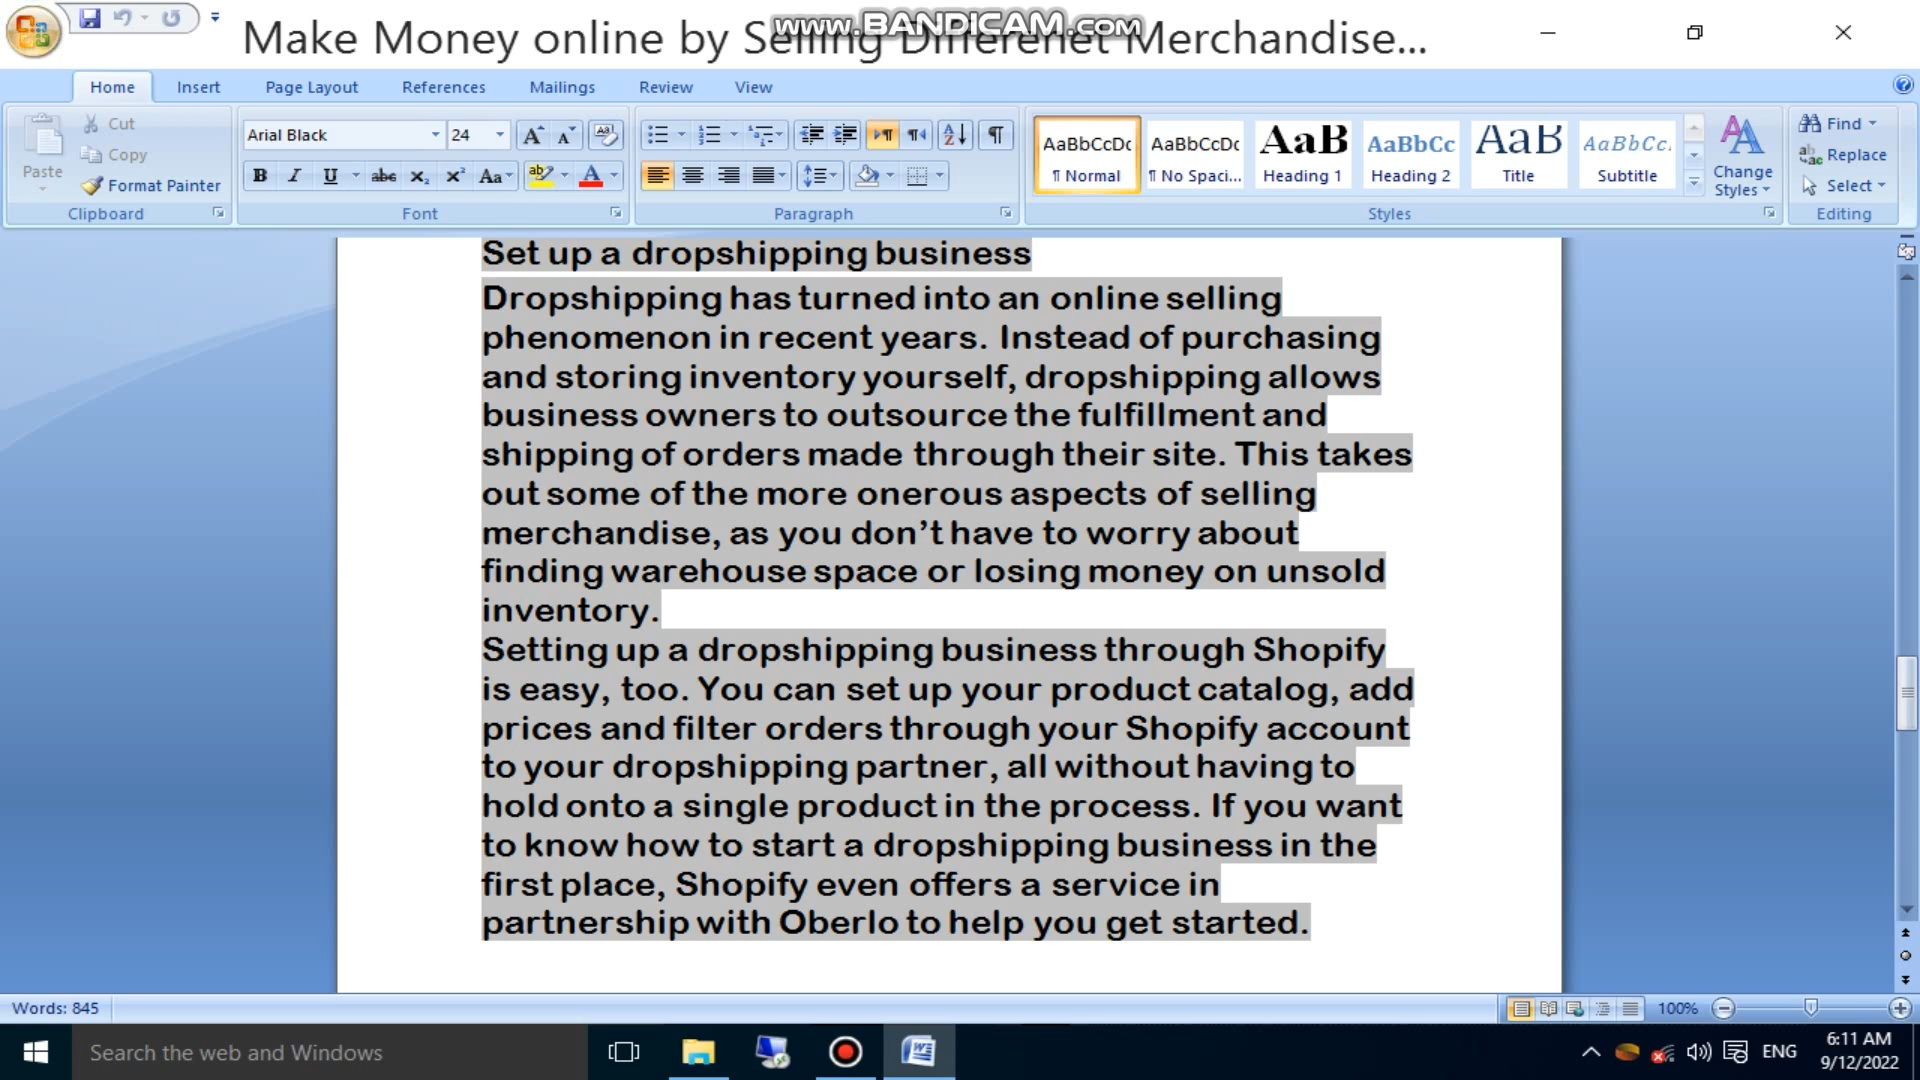 www.BANDICAM.com
Make Money online by Selling Differenet Merchandise...
Home Insert Page Layout References Mailings Review View
Paste
Cut
Copy
Format Painter
Clipboard
Arial Black 24
Font
Paragraph
AaBbCcDc AaBbCcDc AaB AaBbCc AaB AaBbCc.
¶ Normal ¶ No Spaci... Heading 1 Heading 2 Title Subtitle
Change
Styles
Styles
Find
Replace
Select
Editing
Set up a dropshipping business
Dropshipping has turned into an online selling
phenomenon in recent years. Instead of purchasing
and storing inventory yourself, dropshipping allows
business owners to outsource the fulfillment and
shipping of orders made through their site. This takes
out some of the more onerous aspects of selling
merchandise, as you don’t have to worry about
finding warehouse space or losing money on unsold
inventory.
Setting up a dropshipping business through Shopify
is easy, too. You can set up your product catalog, add
prices and filter orders through your Shopify account
to your dropshipping partner, all without having to
hold onto a single product in the process. If you want
to know how to start a dropshipping business in the
first place, Shopify even offers a service in
partnership with Oberlo to help you get started.
Words: 845
100%
Search the web and Windows
ENG
6:11 AM
9/12/2022